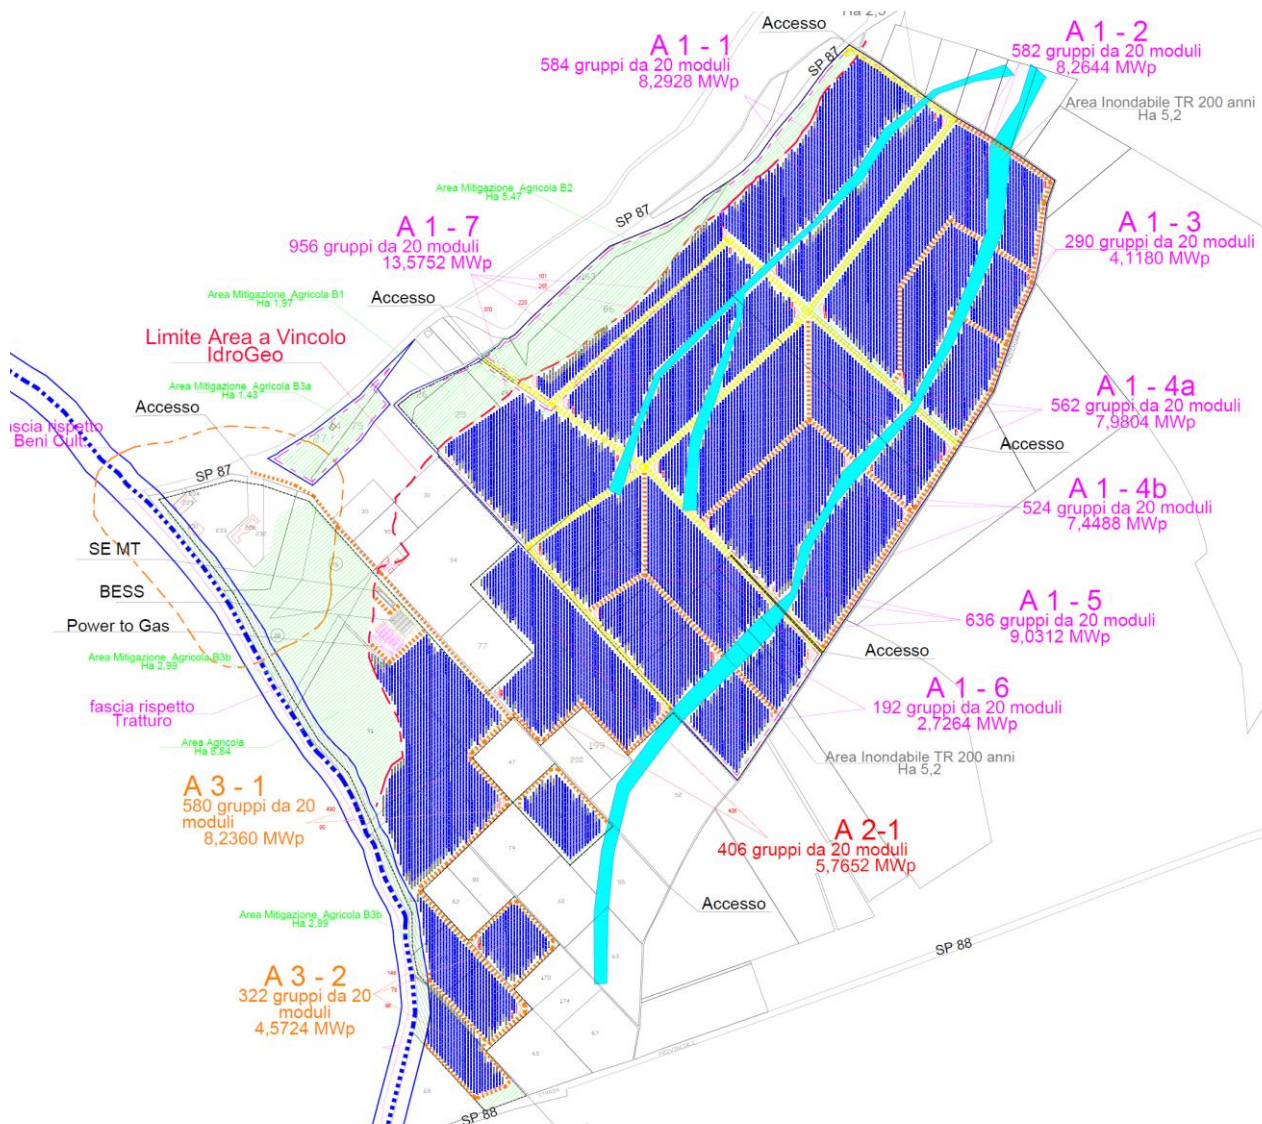 Ha 2,5
Accesso
A 1 - 1
584 gruppi da 20 moduli
8,2928 MWp
SP 87
A 1 - 2
582 gruppi da 20 moduli
8,2644 MWp
Area Inondabile TR 200 anni
Ha 5,2
Area Mitigazione Agricola B2
Ha 5,47
SP 87
A 1 - 7
956 gruppi da 20 moduli
13,5752 MWp
A 1 - 3
290 gruppi da 20 moduli
4,1180 MWp
Area Mitigazione Agricola B1
Ha 1,97
Accesso
Limite Area a Vincolo
IdroGeo
Area Mitigazione Agricola B3a
Ha 1,43
Accesso
ascia rispetto
Beni Cult.
SP 87
A 1 - 4a
562 gruppi da 20 moduli
7,9804 MWp
Accesso
A 1 - 4b
524 gruppi da 20 moduli
7,4488 MWp
SE MT
BESS
Power to Gas
A 1 - 5
636 gruppi da 20 moduli
9,0312 MWp
Accesso
Area Mitigazione Agricola B3b
Ha 2,99
fascia rispetto
Tratturo
A 1 - 6
192 gruppi da 20 moduli
2,7264 MWp
Area Agricola
Ha 8,84
Area Inondabile TR 200 anni
Ha 5,2
A 3 - 1
580 gruppi da 20
moduli
8,2360 MWp
A 2-1
406 gruppi da 20 moduli
5,7652 MWp
Accesso
Area Mitigazione Agricola B3b
Ha 2,99
SP 88
A 3 - 2
322 gruppi da 20
moduli
4,5724 MWp
SP 88